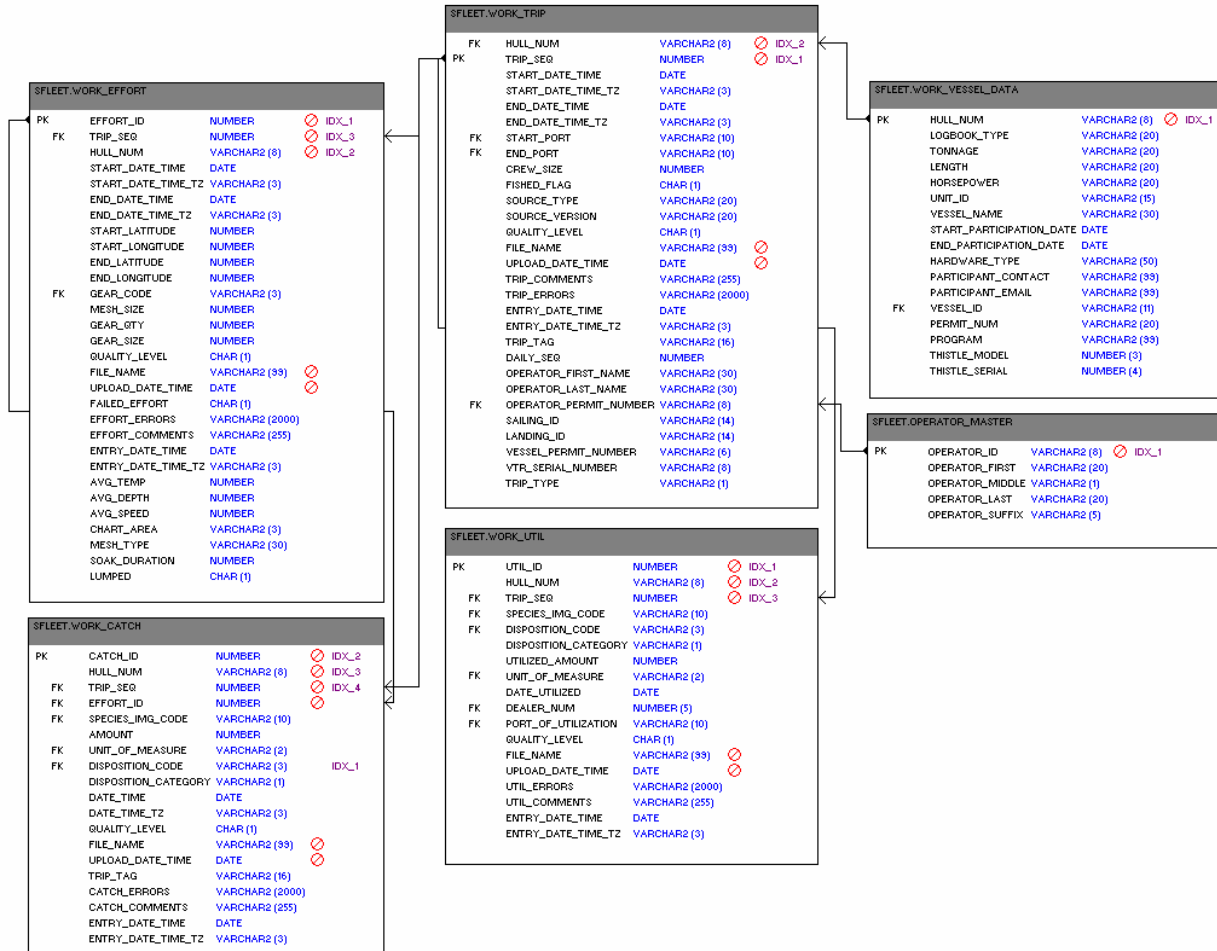 SFLEET.WORK_TRIP
FK HULL_NUM VARCHAR2 (8) IDX_2
PK TRIP_SEQ NUMBER IDX_1
START_DATE_TIME DATE
START_DATE_TIME_TZ VARCHAR2 (3)
END_DATE_TIME DATE
END_DATE_TIME_TZ VARCHAR2 (3)
FK START_PORT VARCHAR2 (10)
FK END_PORT VARCHAR2 (10)
CREW_SIZE NUMBER
FISHED_FLAG CHAR (1)
SOURCE_TYPE VARCHAR2 (20)
SOURCE_VERSION VARCHAR2 (20)
QUALITY_LEVEL CHAR (1)
FILE_NAME VARCHAR2 (99)
UPLOAD_DATE_TIME DATE
TRIP_COMMENTS VARCHAR2 (255)
TRIP_ERRORS VARCHAR2 (2000)
ENTRY_DATE_TIME DATE
ENTRY_DATE_TIME_TZ VARCHAR2 (3)
TRIP_TAG VARCHAR2 (16)
DAILY_SEQ NUMBER
OPERATOR_FIRST_NAME VARCHAR2 (30)
OPERATOR_LAST_NAME VARCHAR2 (30)
FK OPERATOR_PERMIT_NUMBER VARCHAR2 (8)
SAILING_ID VARCHAR2 (14)
LANDING_ID VARCHAR2 (14)
VESSEL_PERMIT_NUMBER VARCHAR2 (6)
VTR_SERIAL_NUMBER VARCHAR2 (8)
TRIP_TYPE VARCHAR2 (1)
SFLEET.WORK_EFFORT
PK EFFORT_ID NUMBER IDX_1
FK TRIP_SEQ NUMBER IDX_3
HULL_NUM VARCHAR2 (8) IDX_2
START_DATE_TIME DATE
START_DATE_TIME_TZ VARCHAR2 (3)
END_DATE_TIME DATE
END_DATE_TIME_TZ VARCHAR2 (3)
START_LATITUDE NUMBER
START_LONGITUDE NUMBER
END_LATITUDE NUMBER
END_LONGITUDE NUMBER
FK GEAR_CODE VARCHAR2 (3)
MESH_SIZE NUMBER
GEAR_QTY NUMBER
GEAR_SIZE NUMBER
QUALITY_LEVEL CHAR (1)
FILE_NAME VARCHAR2 (99)
UPLOAD_DATE_TIME DATE
FAILED_EFFORT CHAR (1)
EFFORT_ERRORS VARCHAR2 (2000)
EFFORT_COMMENTS VARCHAR2 (255)
ENTRY_DATE_TIME DATE
ENTRY_DATE_TIME_TZ VARCHAR2 (3)
AVG_TEMP NUMBER
AVG_DEPTH NUMBER
AVG_SPEED NUMBER
CHART_AREA VARCHAR2 (3)
MESH_TYPE VARCHAR2 (30)
SOAK_DURATION NUMBER
LUMPED CHAR (1)
SFLEET.WORK_VESSEL_DATA
PK HULL_NUM VARCHAR2 (8) IDX_1
LOGBOOK_TYPE VARCHAR2 (20)
TONNAGE VARCHAR2 (20)
LENGTH VARCHAR2 (20)
HORSEPOWER VARCHAR2 (20)
UNIT_ID VARCHAR2 (15)
VESSEL_NAME VARCHAR2 (30)
START_PARTICIPATION_DATE DATE
END_PARTICIPATION_DATE DATE
HARDWARE_TYPE VARCHAR2 (50)
PARTICIPANT_CONTACT VARCHAR2 (99)
PARTICIPANT_EMAIL VARCHAR2 (99)
FK VESSEL_ID VARCHAR2 (11)
PERMIT_NUM VARCHAR2 (20)
PROGRAM VARCHAR2 (99)
THISTLE_MODEL NUMBER (3)
THISTLE_SERIAL NUMBER (4)
SFLEET.OPERATOR_MASTER
PK OPERATOR_ID VARCHAR2 (8) IDX_1
OPERATOR_FIRST VARCHAR2 (20)
OPERATOR_MIDDLE VARCHAR2 (1)
OPERATOR_LAST VARCHAR2 (20)
OPERATOR_SUFFIX VARCHAR2 (5)
SFLEET.WORK_UTIL
PK UTIL_ID NUMBER IDX_1
HULL_NUM VARCHAR2 (8) IDX_2
FK TRIP_SEQ NUMBER IDX_3
FK SPECIES_IMG_CODE VARCHAR2 (10)
FK DISPOSITION_CODE VARCHAR2 (3)
DISPOSITION_CATEGORY VARCHAR2 (1)
UTILIZED_AMOUNT NUMBER
FK UNIT_OF_MEASURE VARCHAR2 (2)
DATE_UTILIZED DATE
FK DEALER_NUM NUMBER (5)
FK PORT_OF_UTILIZATION VARCHAR2 (10)
QUALITY_LEVEL CHAR (1)
FILE_NAME VARCHAR2 (99)
UPLOAD_DATE_TIME DATE
UTIL_ERRORS VARCHAR2 (2000)
UTIL_COMMENTS VARCHAR2 (255)
ENTRY_DATE_TIME DATE
ENTRY_DATE_TIME_TZ VARCHAR2 (3)
SFLEET.WORK_CATCH
PK CATCH_ID NUMBER IDX_2
HULL_NUM VARCHAR2 (8) IDX_3
FK TRIP_SEQ NUMBER IDX_4
FK EFFORT_ID NUMBER
FK SPECIES_IMG_CODE VARCHAR2 (10)
AMOUNT NUMBER
FK UNIT_OF_MEASURE VARCHAR2 (2)
FK DISPOSITION_CODE VARCHAR2 (3) IDX_1
DISPOSITION_CATEGORY VARCHAR2 (1)
DATE_TIME DATE
DATE_TIME_TZ VARCHAR2 (3)
QUALITY_LEVEL CHAR (1)
FILE_NAME VARCHAR2 (99)
UPLOAD_DATE_TIME DATE
TRIP_TAG VARCHAR2 (16)
CATCH_ERRORS VARCHAR2 (2000)
CATCH_COMMENTS VARCHAR2 (255)
ENTRY_DATE_TIME DATE
ENTRY_DATE_TIME_TZ VARCHAR2 (3)